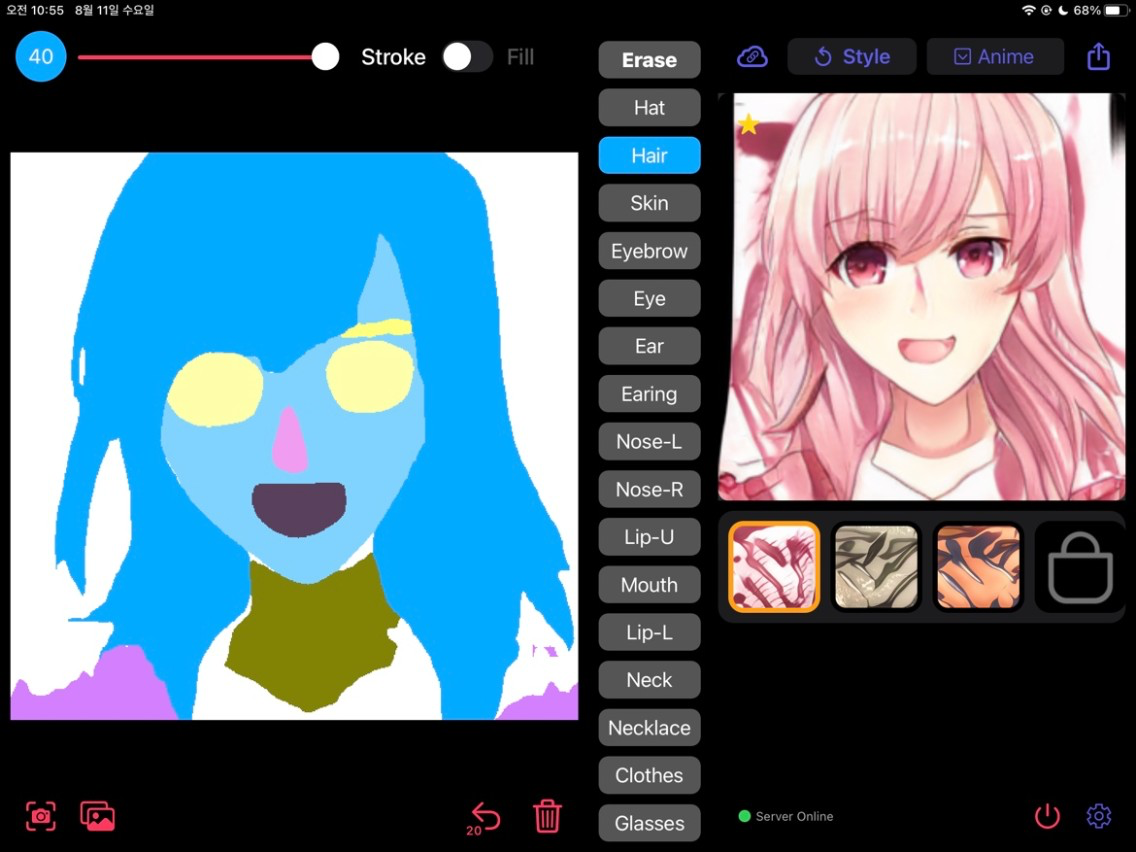 오전 10:55 8월 11일 수요일
68%
40
Stroke
Fill
Erase
Hat
Hair
Skin
Eyebrow
Eye
Ear
Earing
Nose-L
Nose-R
Lip-U
Mouth
Lip-L
Neck
Necklace
Clothes
Glasses
Style
Anime
20
Server Online